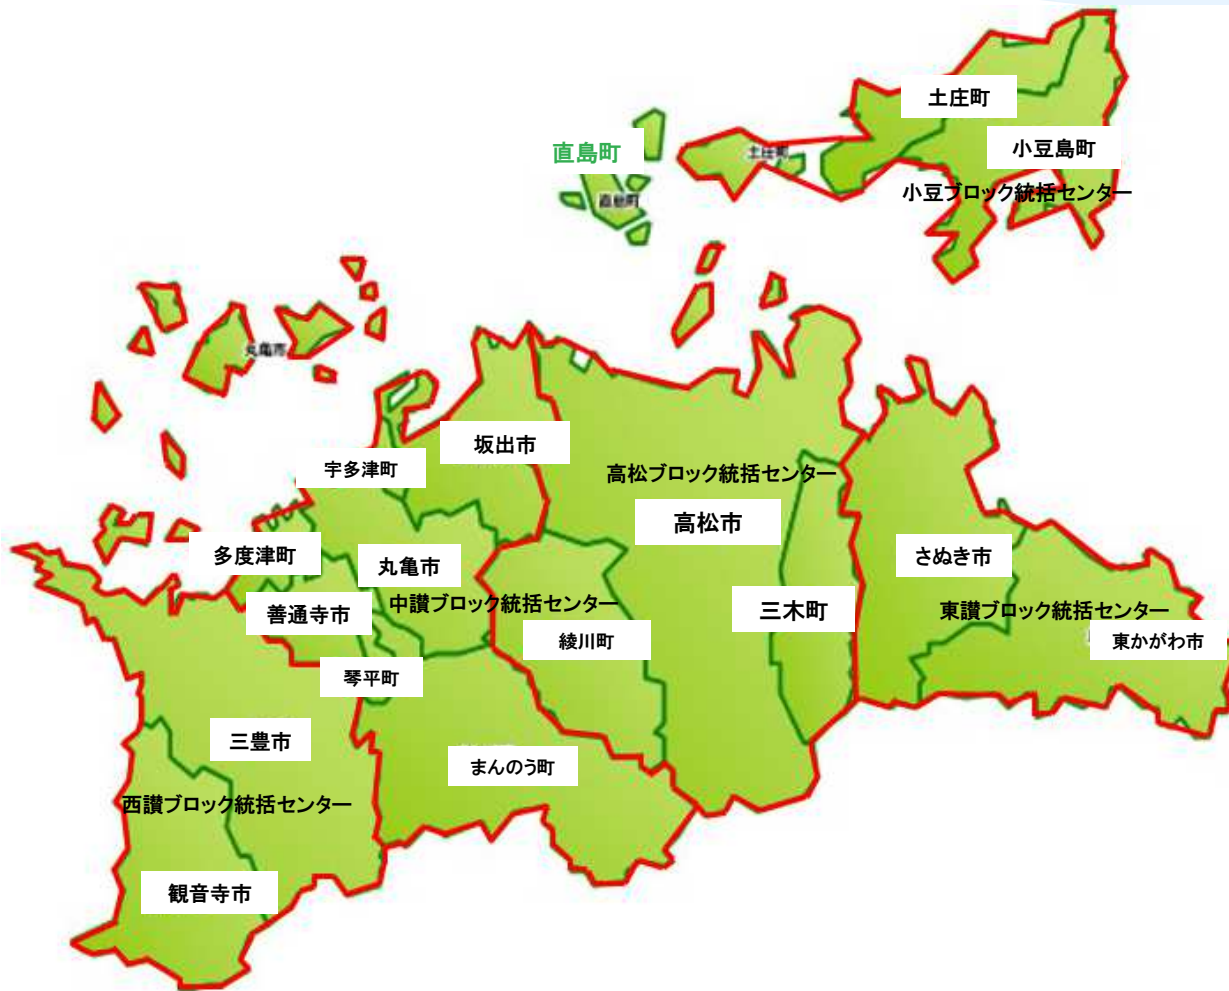 土庄町
直島町
小豆島町
土庄町
小豆ブロック統括センター
直島町
丸亀市
坂出市
宇多津町
高松ブロック統括センター
高松市
多度津町
丸亀市
さぬき市
善通寺市
中讃ブロック統括センター
三木町
東讃ブロック統括センター
綾川町
東かがわ市
琴平町
三豊市
まんのう町
西讃ブロック統括センター
観音寺市